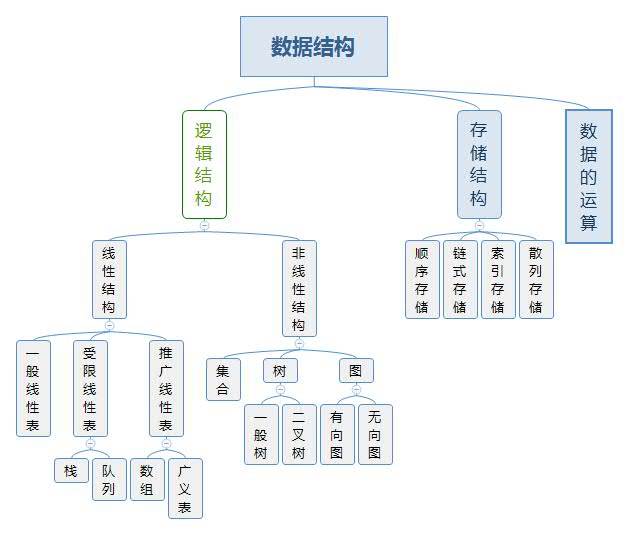 数据结构
逻辑结构
存储结构
数据的运算
线性结构
非线性结构
顺序存储
链式存储
索引存储
散列存储
一般线性表
受限线性表
推广线性表
集合
树
图
一般树
二叉树
有向图
无向图
栈
队列
数组
广义表